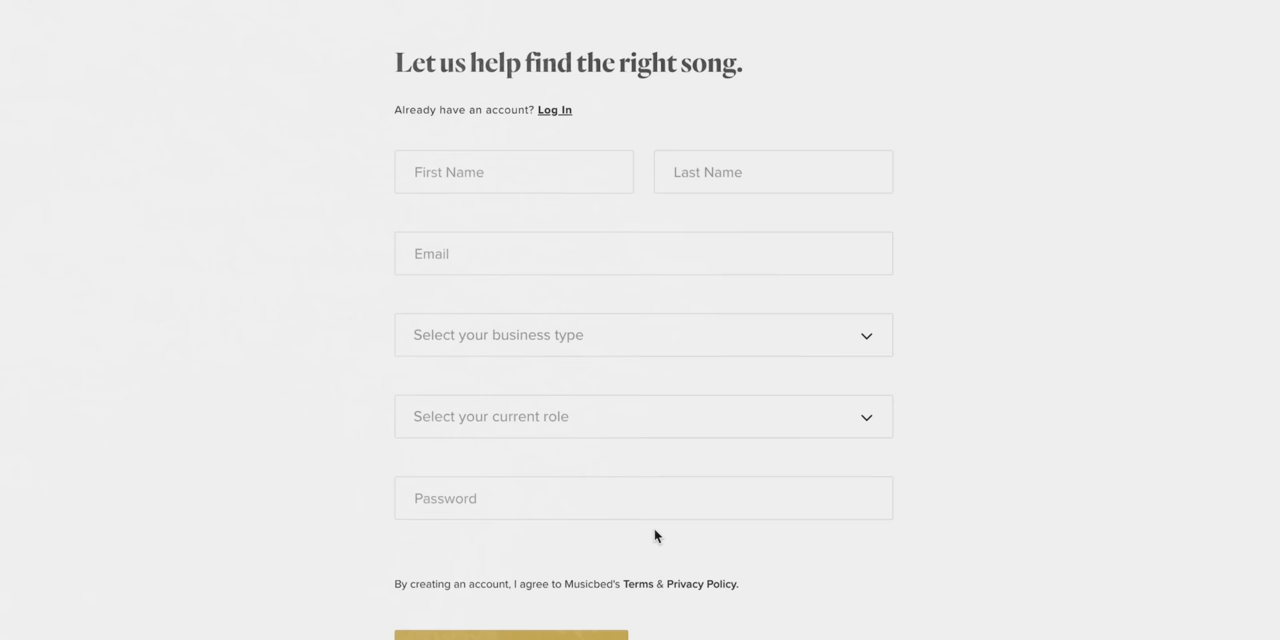 Let us help find the right song.
Already have an account? Log In
First Name
Last Name
Email
Select your business type
Select your current role
Password
By creating an account, I agree to Musicbed's Terms & Privacy Policy.